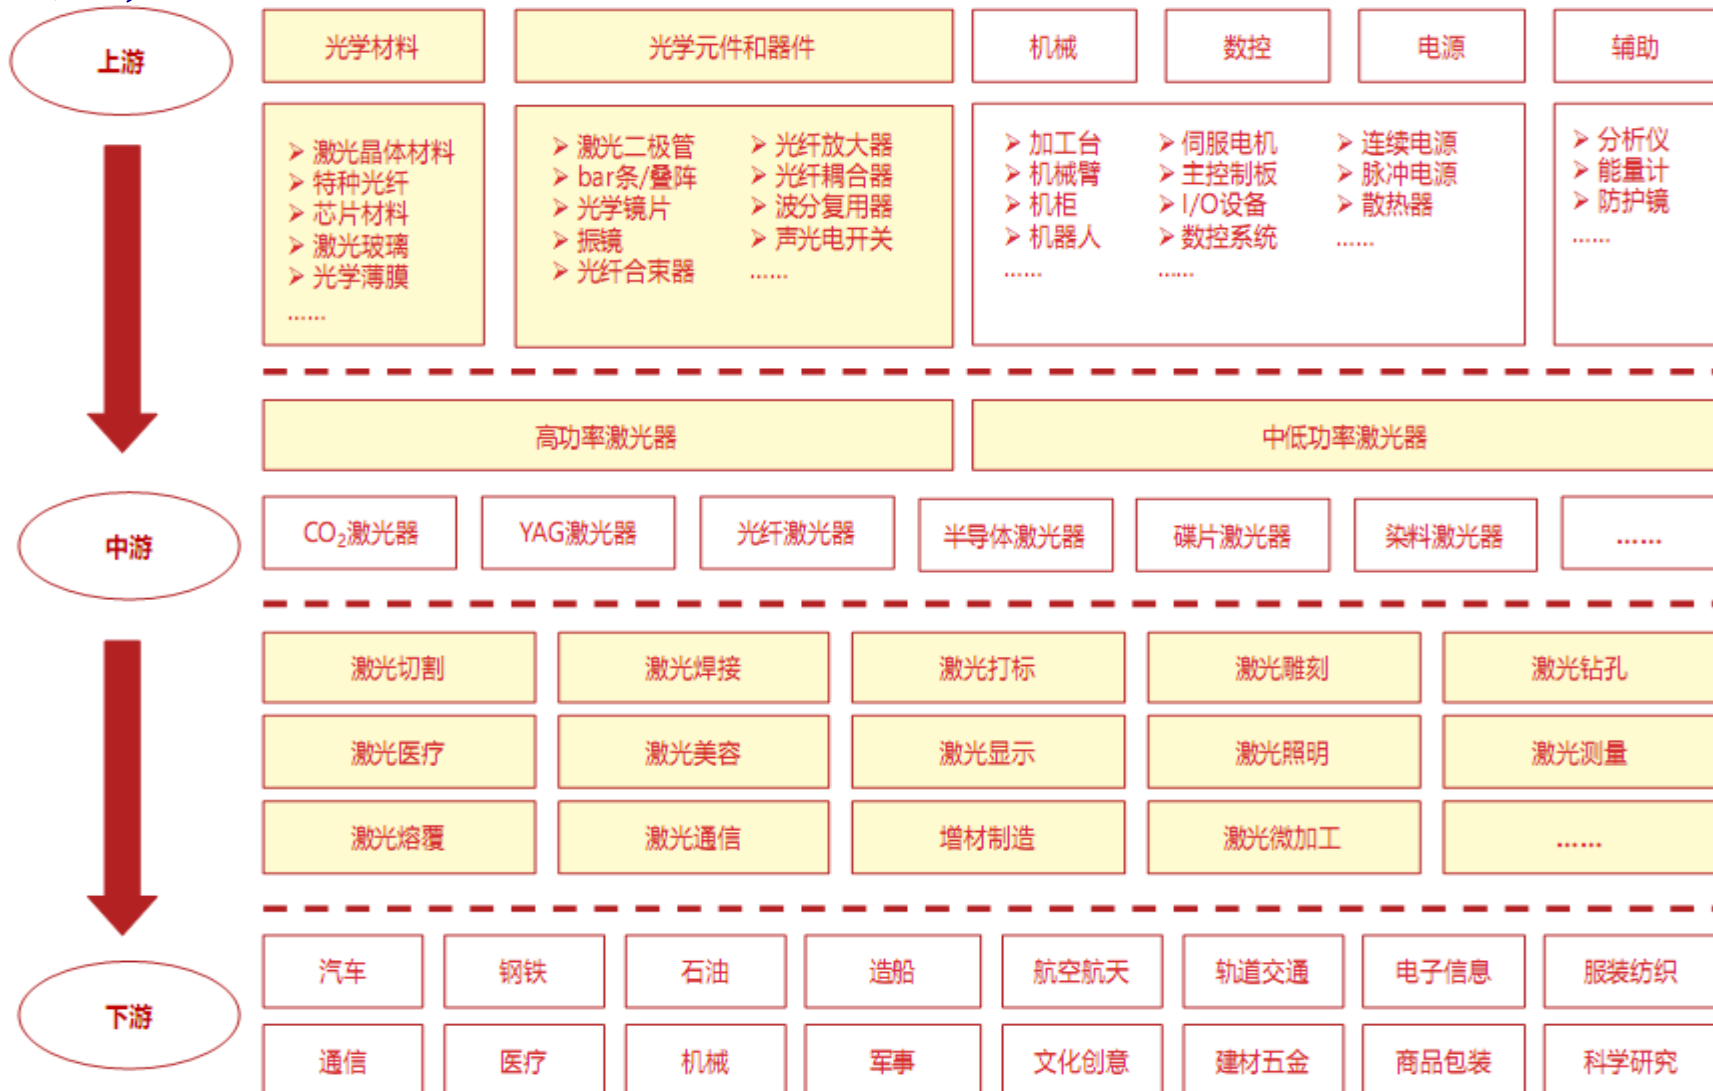 上游
光学材料
光学元件和器件
机械
数控
电源
辅助
➢ 激光晶体材料
➢ 特种光纤
➢ 芯片材料
➢ 激光玻璃
➢ 光学薄膜
……
➢ 激光二极管
➢ bar条/叠阵
➢ 光学镜片
➢ 振镜
➢ 光纤合束器
➢ 光纤放大器
➢ 光纤耦合器
➢ 波分复用器
➢ 声光电开关
……
➢ 加工台
➢ 机械臂
➢ 机柜
➢ 机器人
……
➢ 伺服电机
➢ 主控制板
➢ I/O设备
➢ 数控系统
……
➢ 连续电源
➢ 脉冲电源
➢ 散热器
……
➢ 分析仪
➢ 能量计
➢ 防护镜
……
高功率激光器
中低功率激光器
中游
CO₂激光器
YAG激光器
光纤激光器
半导体激光器
碟片激光器
染料激光器
……
激光切割
激光焊接
激光打标
激光雕刻
激光钻孔
激光医疗
激光美容
激光显示
激光照明
激光测量
激光熔覆
激光通信
增材制造
激光微加工
……
下游
汽车
钢铁
石油
造船
航空航天
轨道交通
电子信息
服装纺织
通信
医疗
机械
军事
文化创意
建材五金
商品包装
科学研究